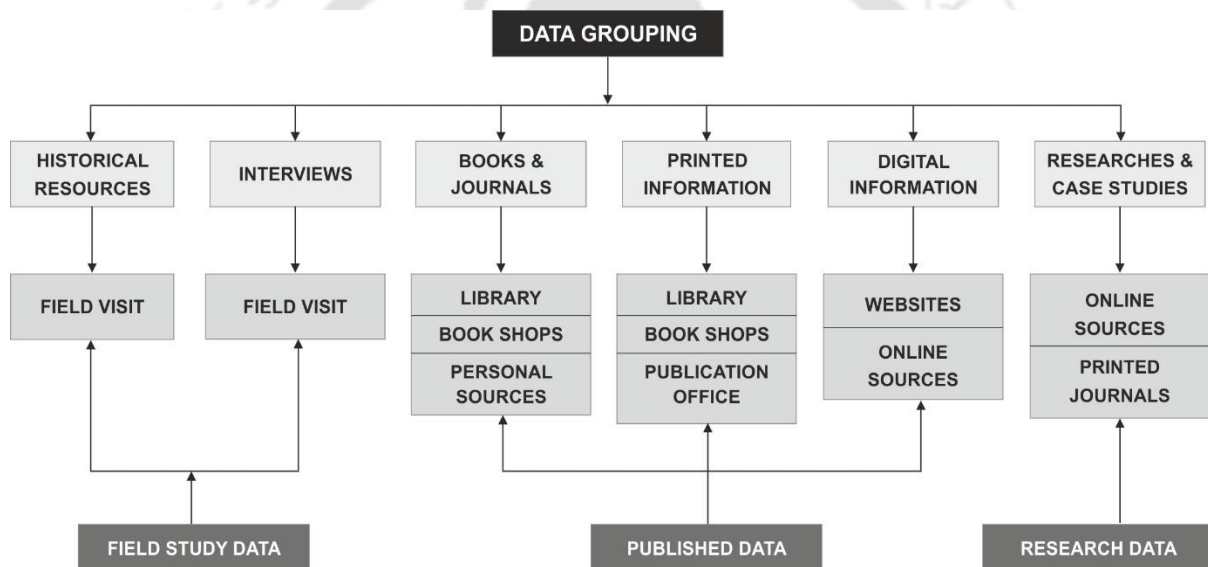 DATA GROUPING
HISTORICAL
RESOURCES
INTERVIEWS
BOOKS &
JOURNALS
PRINTED
INFORMATION
DIGITAL
INFORMATION
RESEARCHES &
CASE STUDIES
FIELD VISIT
FIELD VISIT
LIBRARY
BOOK SHOPS
PERSONAL
SOURCES
LIBRARY
BOOK SHOPS
PUBLICATION
OFFICE
WEBSITES
ONLINE
SOURCES
ONLINE
SOURCES
PRINTED
JOURNALS
FIELD STUDY DATA
PUBLISHED DATA
RESEARCH DATA